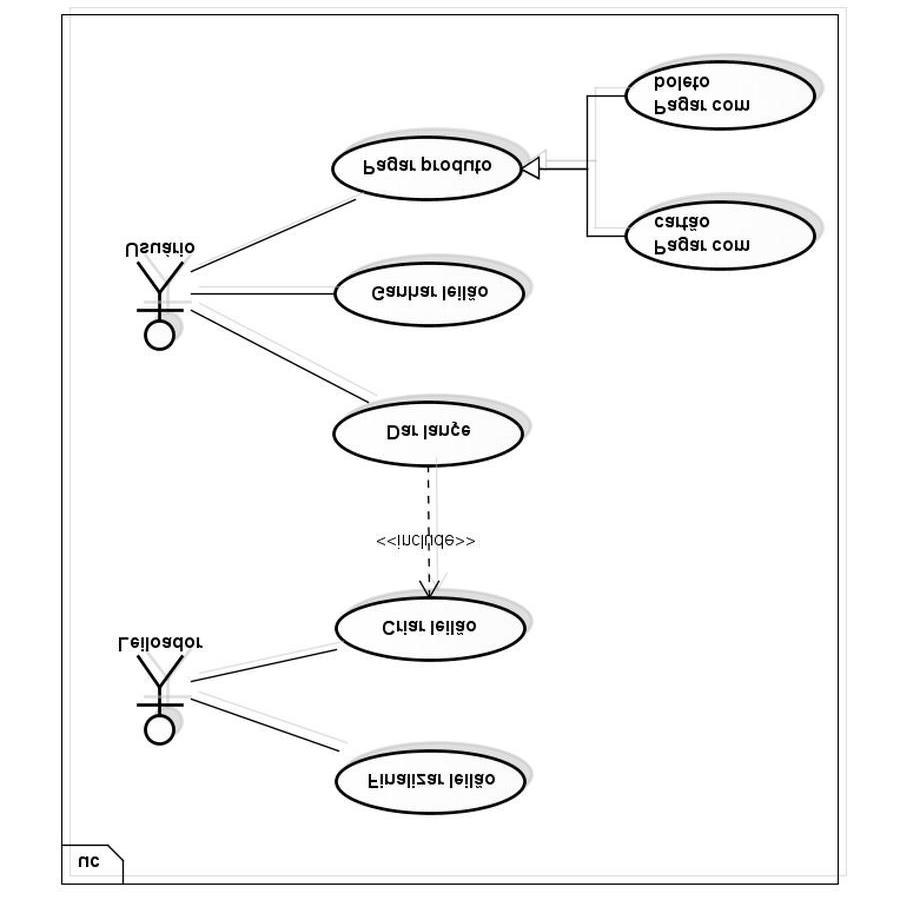 uc
Finalizar leilão
Leiloador
Criar leilão
<<include>>
Dar lançe
Ganhar leilão
Usuário
Pagar com
cartão
Pagar produto
Pagar com
boleto